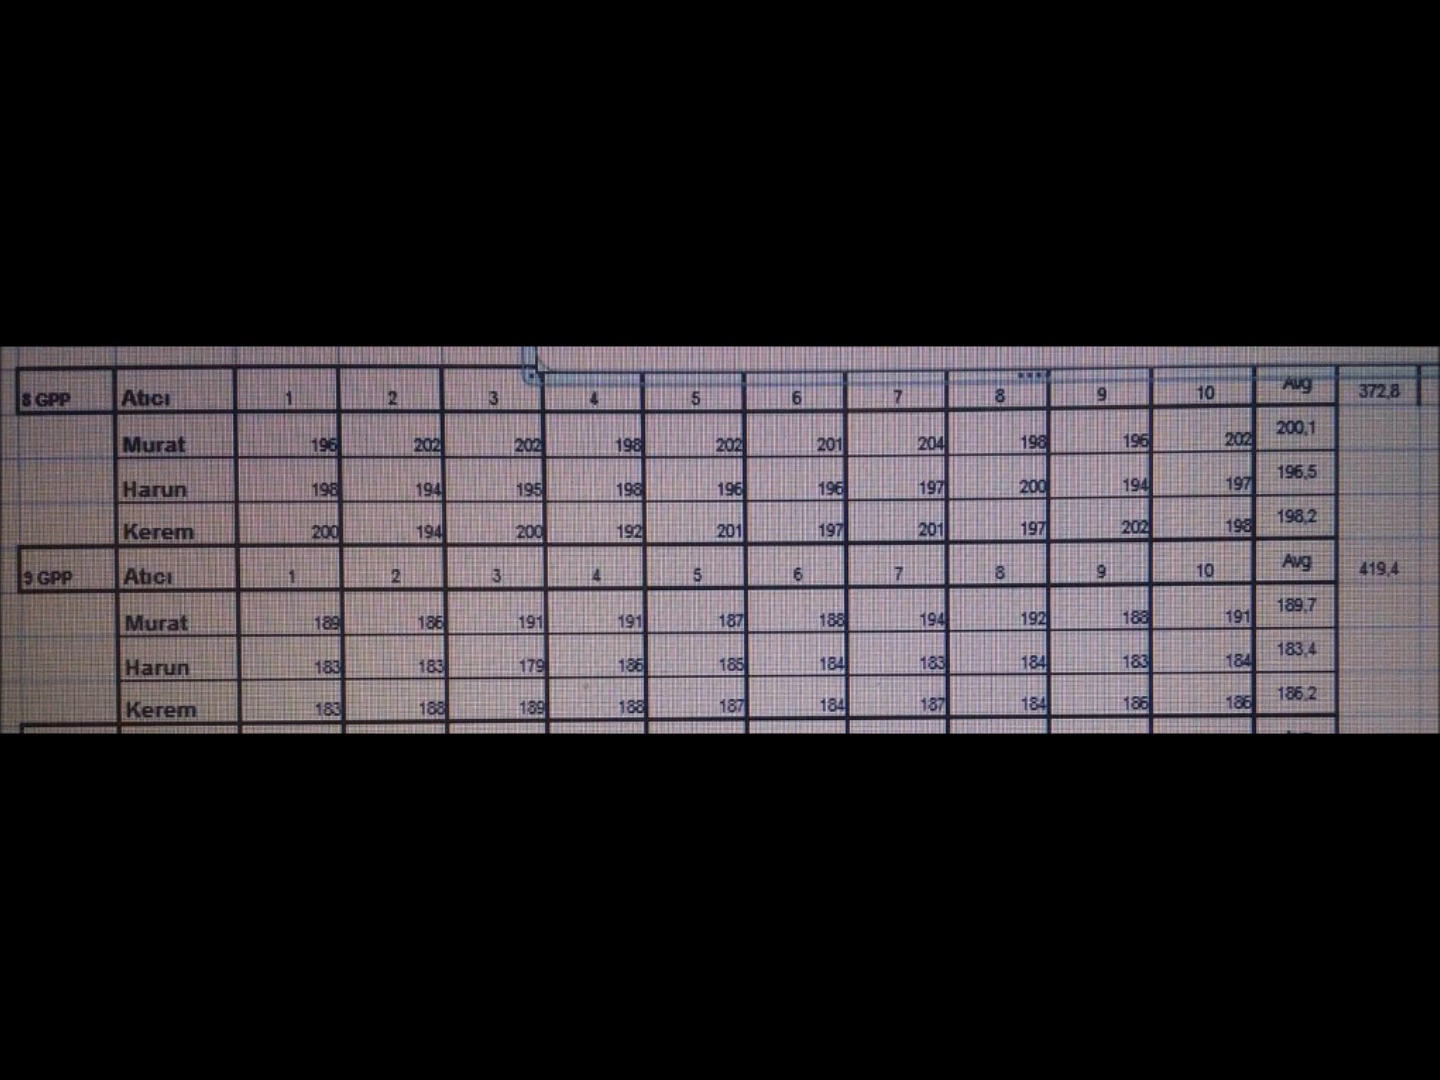 8 GPP Atıcı 1 2 3 4 5 6 7 8 9 10 Avg 372,8
Murat 196 202 202 198 202 201 204 198 196 202 200,1
Harun 198 194 195 198 196 196 197 200 194 197 196,5
Kerem 200 194 200 192 201 197 201 197 202 198 198,2
9 GPP Atıcı 1 2 3 4 5 6 7 8 9 10 Avg 419,4
Murat 189 186 191 191 187 188 194 192 188 191 189,7
Harun 183 183 179 186 185 184 183 184 183 184 183,4
Kerem 183 188 189 188 187 184 187 184 186 186 186,2